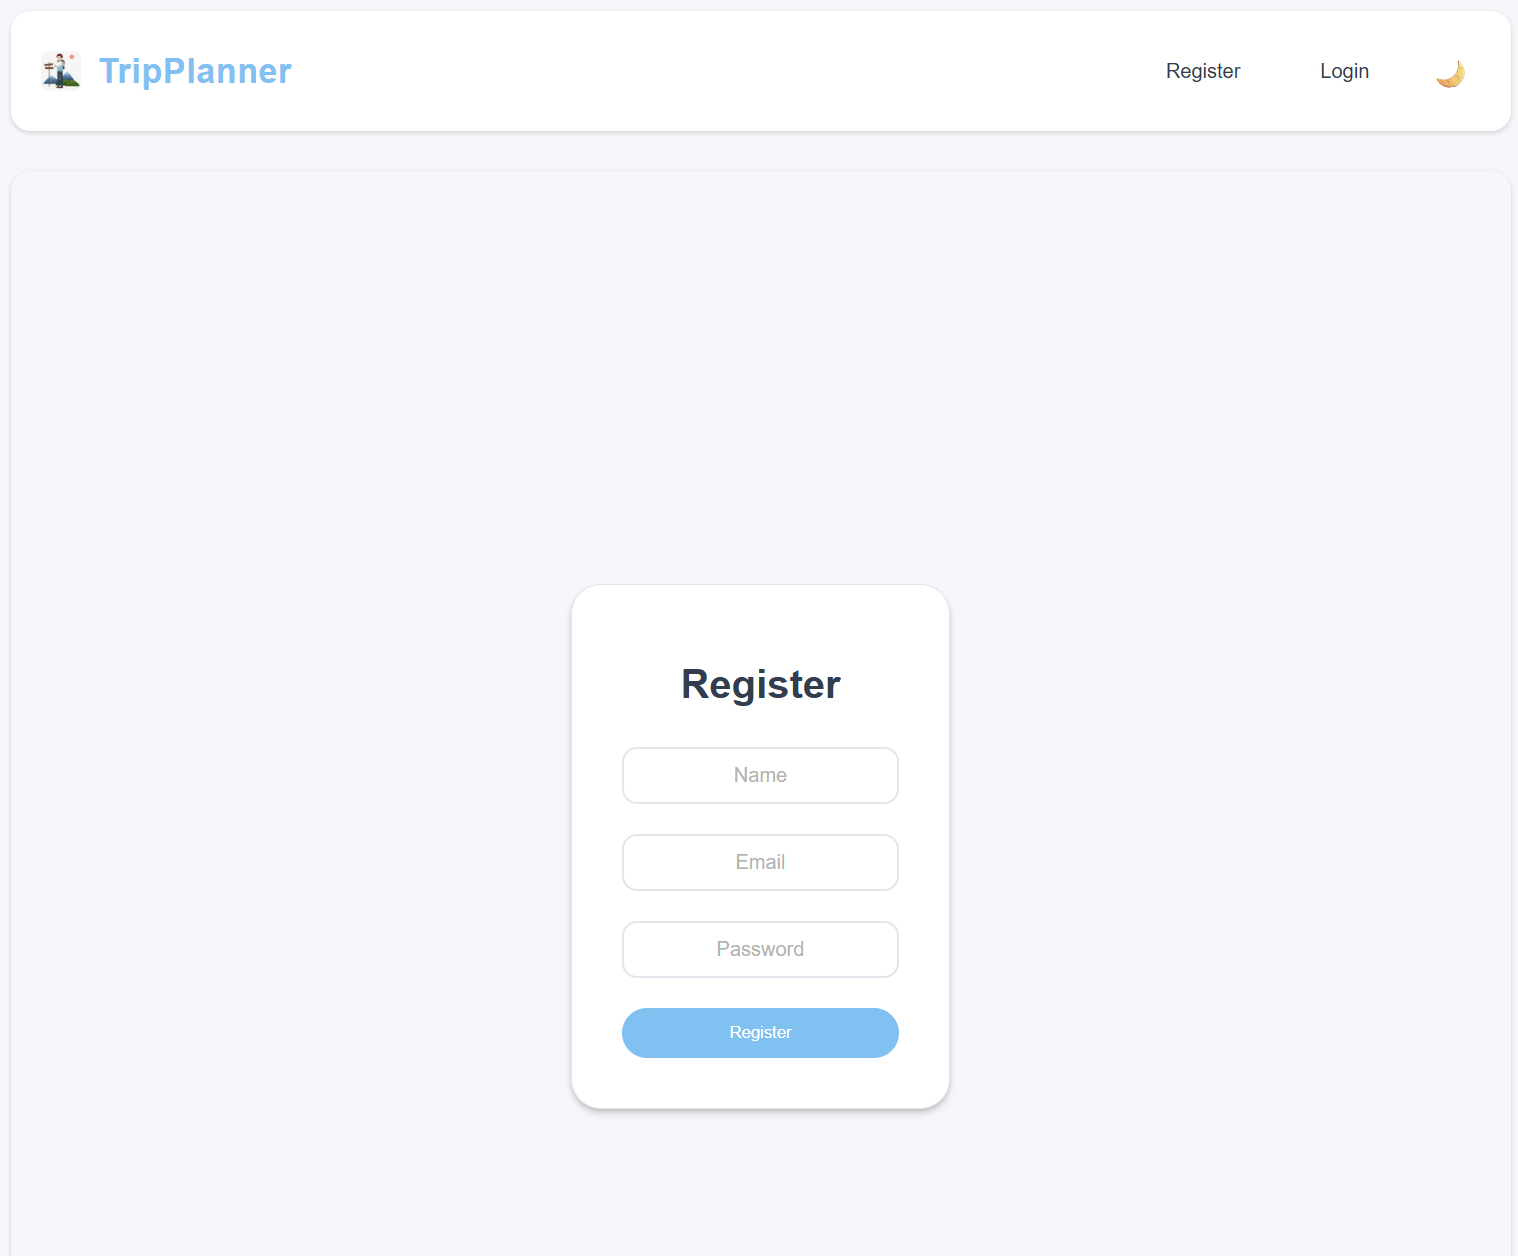 TripPlanner
Register
Login
Register
Name
Email
Password
Register